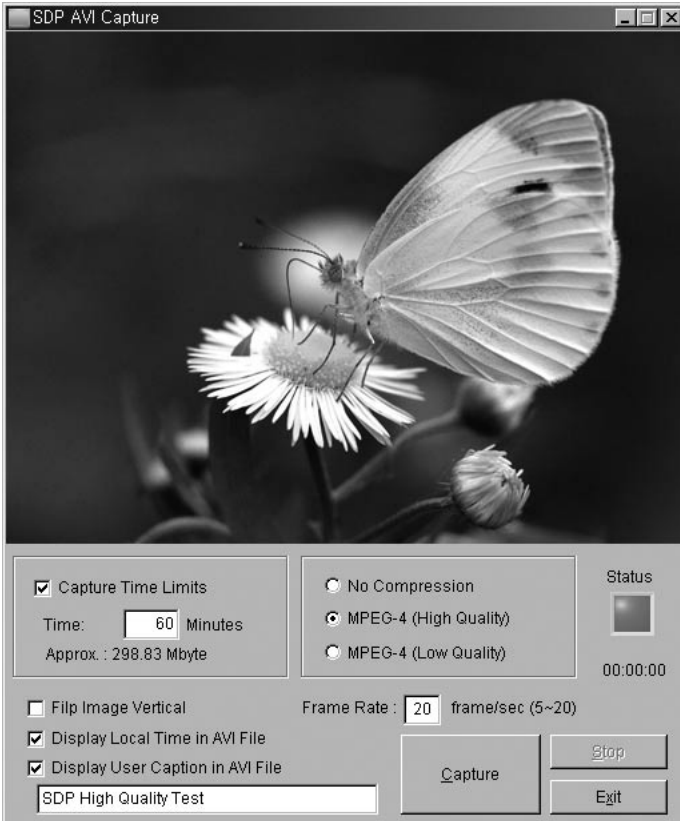 SDP AVI Capture
Capture Time Limits
Time: 60 Minutes
Approx. : 298.83 Mbyte
No Compression
MPEG-4 (High Quality)
MPEG-4 (Low Quality)
Status
00:00:00
Filp Image Vertical
Frame Rate : 20 frame/sec (5~20)
Display Local Time in AVI File
Display User Caption in AVI File
SDP High Quality Test
Capture
Stop
Exit